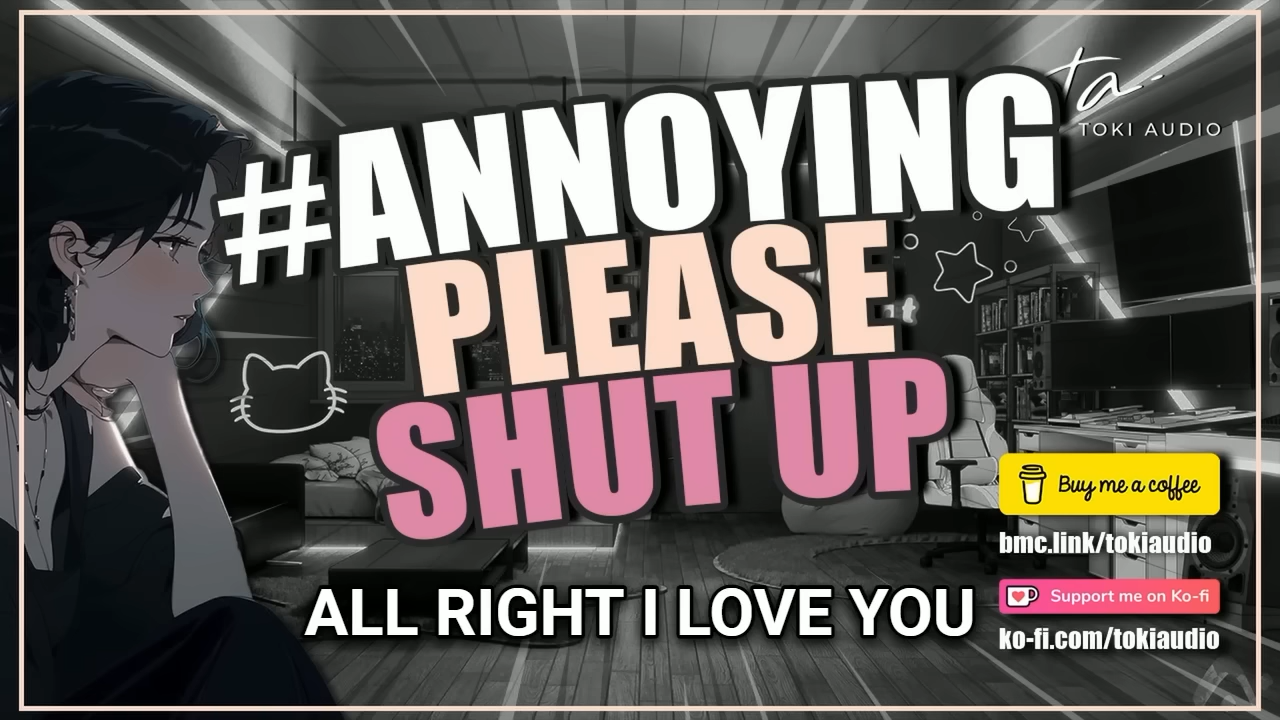 ta.
TOKI AUDIO
#ANNOYING
PLEASE
SHUT UP
Buy me a coffee
bmc.link/tokiaudio
Support me on Ko-fi
ko-fi.com/tokiaudio
ALL RIGHT I LOVE YOU